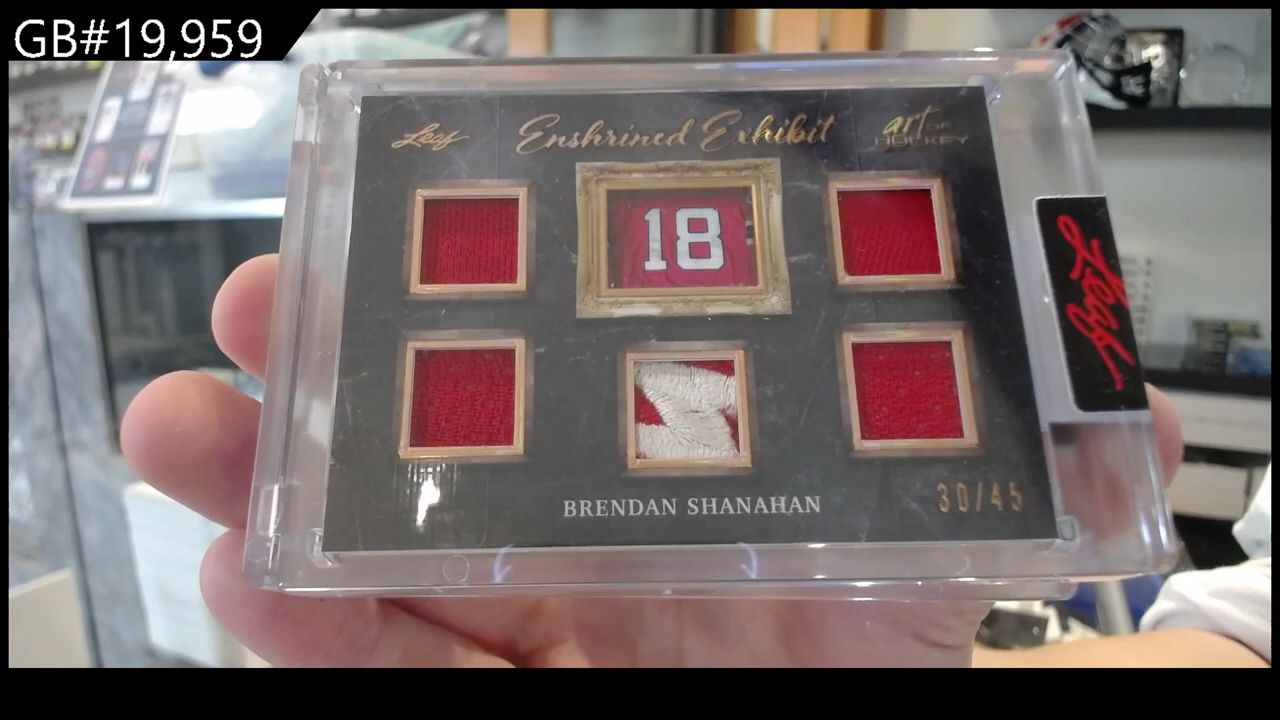 GB#19,959
Leaf
Enshrined Exhibit
art OF
HOCKEY
18
Leaf
BRENDAN SHANAHAN
30/45